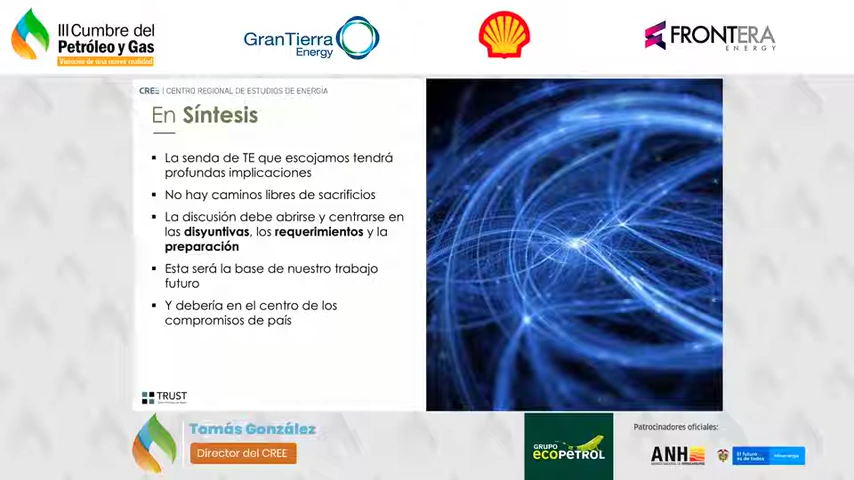 III Cumbre del
Petróleo y Gas
Visiones de una nueva realidad
GranTierra
Energy
FRONTERA
ENERGY
CREE | CENTRO REGIONAL DE ESTUDIOS DE ENERGÍA
En Síntesis
▪ La senda de TE que escojamos tendrá
profundas implicaciones
▪ No hay caminos libres de sacrificios
▪ La discusión debe abrirse y centrarse en
las disyuntivas, los requerimientos y la
preparación
▪ Esta será la base de nuestro trabajo
futuro
▪ Y debería en el centro de los
compromisos de país
TRUST
Tomás González
Director del CREE
GRUPO
ecopetrol
Patrocinadores oficiales:
ANH
El futuro
es de todos
Minenergía